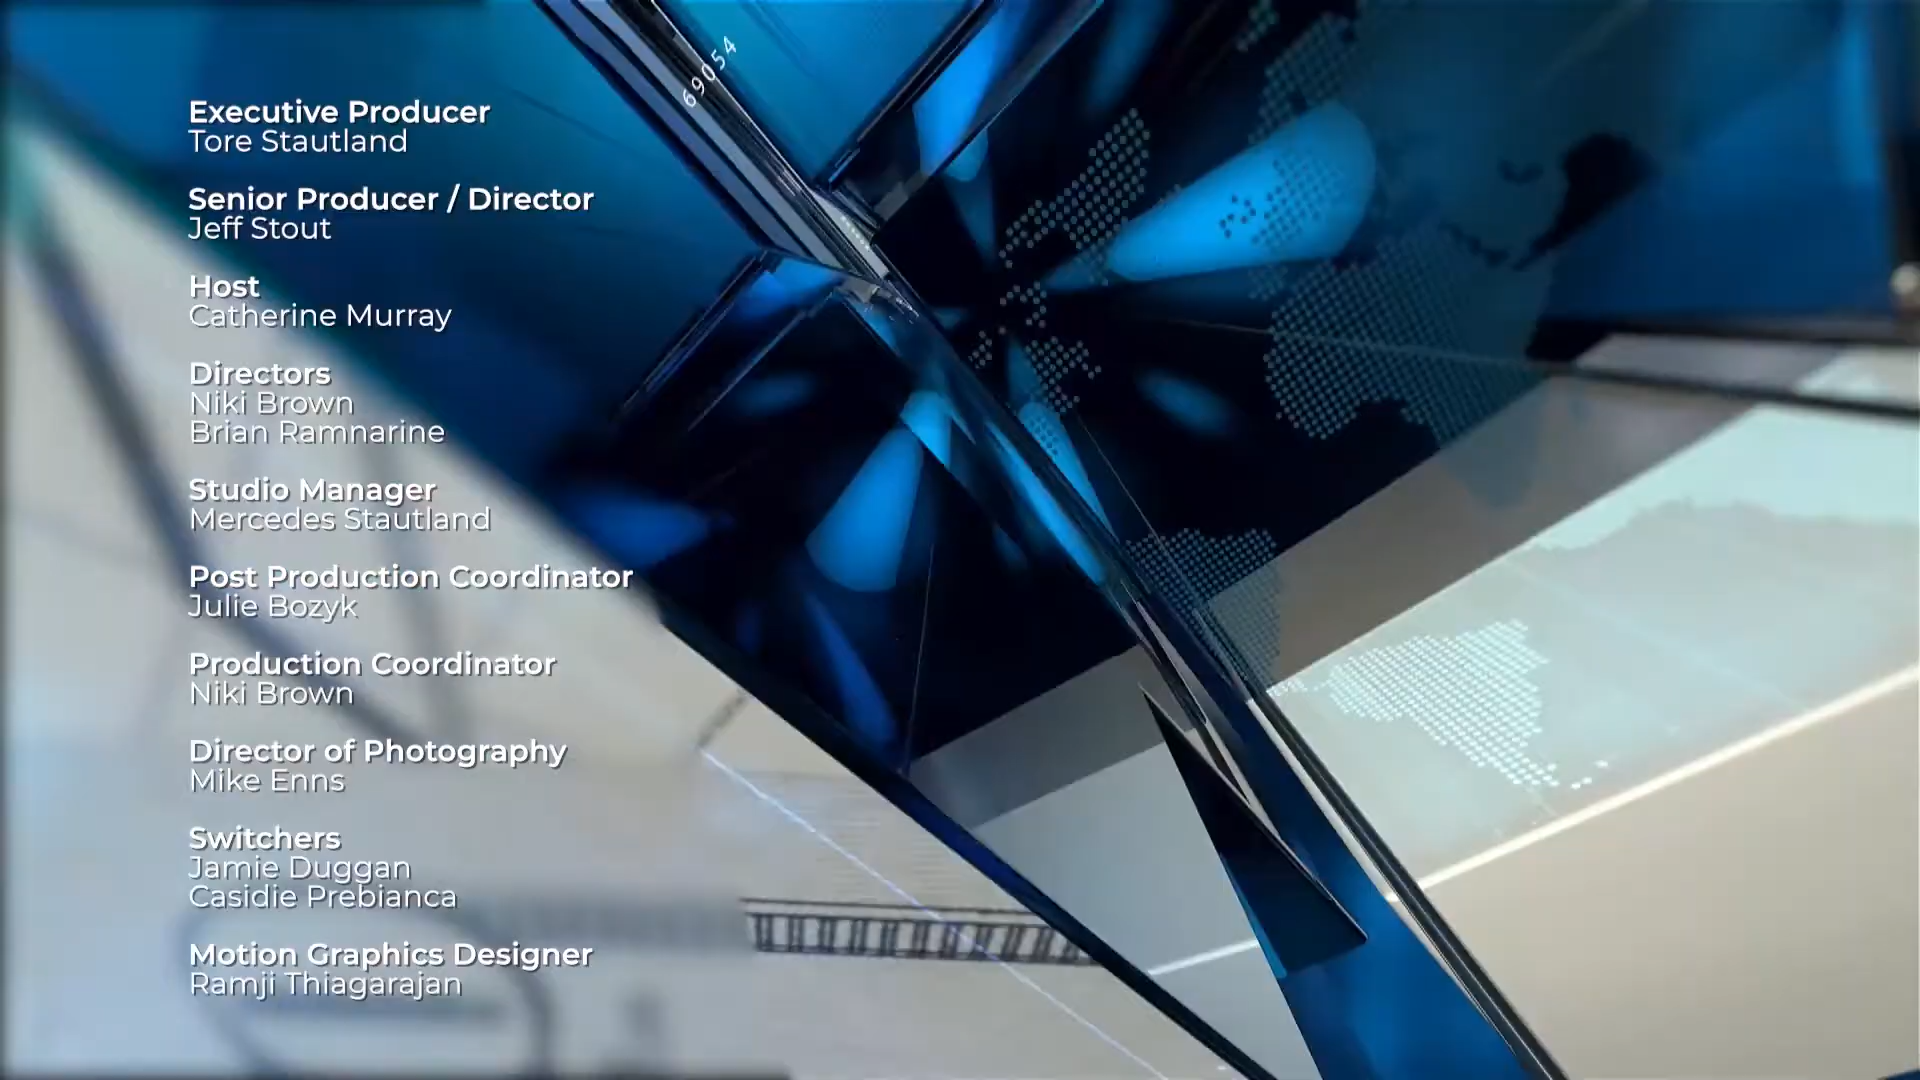 69054
Executive Producer
Tore Stautland
Senior Producer / Director
Jeff Stout
Host
Catherine Murray
Directors
Niki Brown
Brian Ramnarine
Studio Manager
Mercedes Stautland
Post Production Coordinator
Julie Bozyk
Production Coordinator
Niki Brown
Director of Photography
Mike Enns
Switchers
Jamie Duggan
Casidie Prebianca
Motion Graphics Designer
Ramji Thiagarajan